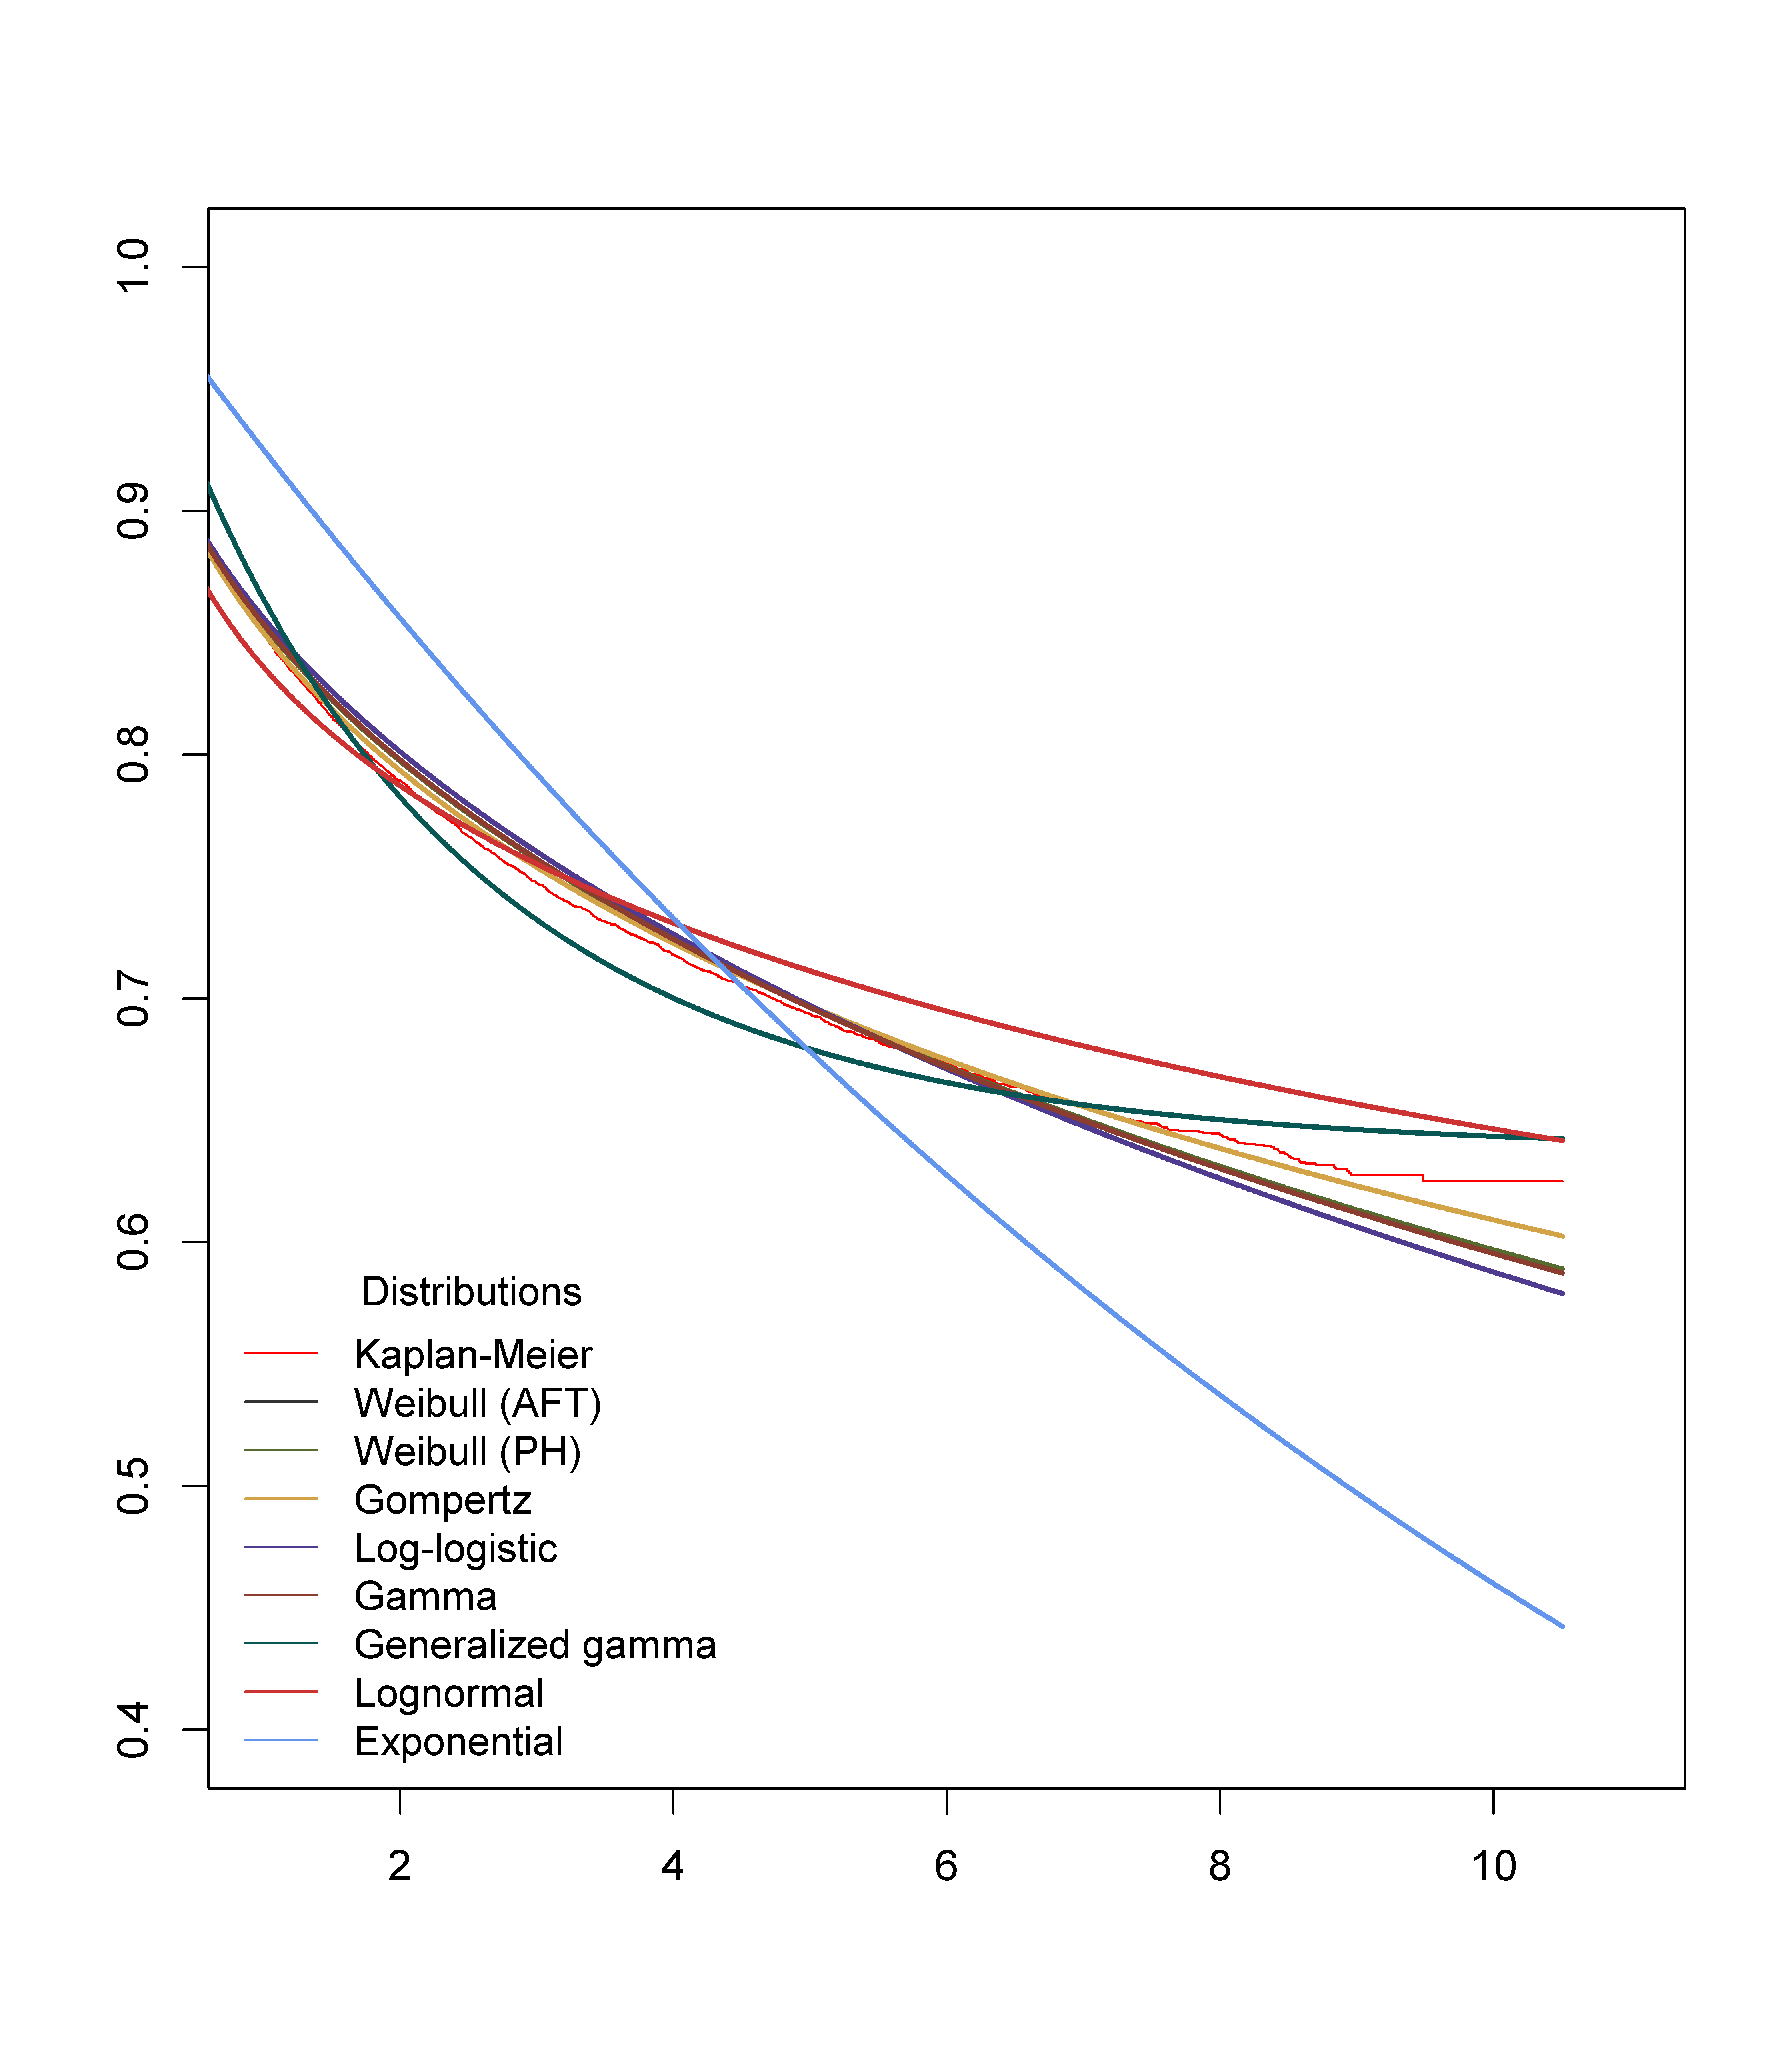 1.0
0.9
0.8
0.7
0.6
0.5
0.4
Distributions
Kaplan-Meier
Weibull (AFT)
Weibull (PH)
Gompertz
Log-logistic
Gamma
Generalized gamma
Lognormal
Exponential
2 4 6 8 10